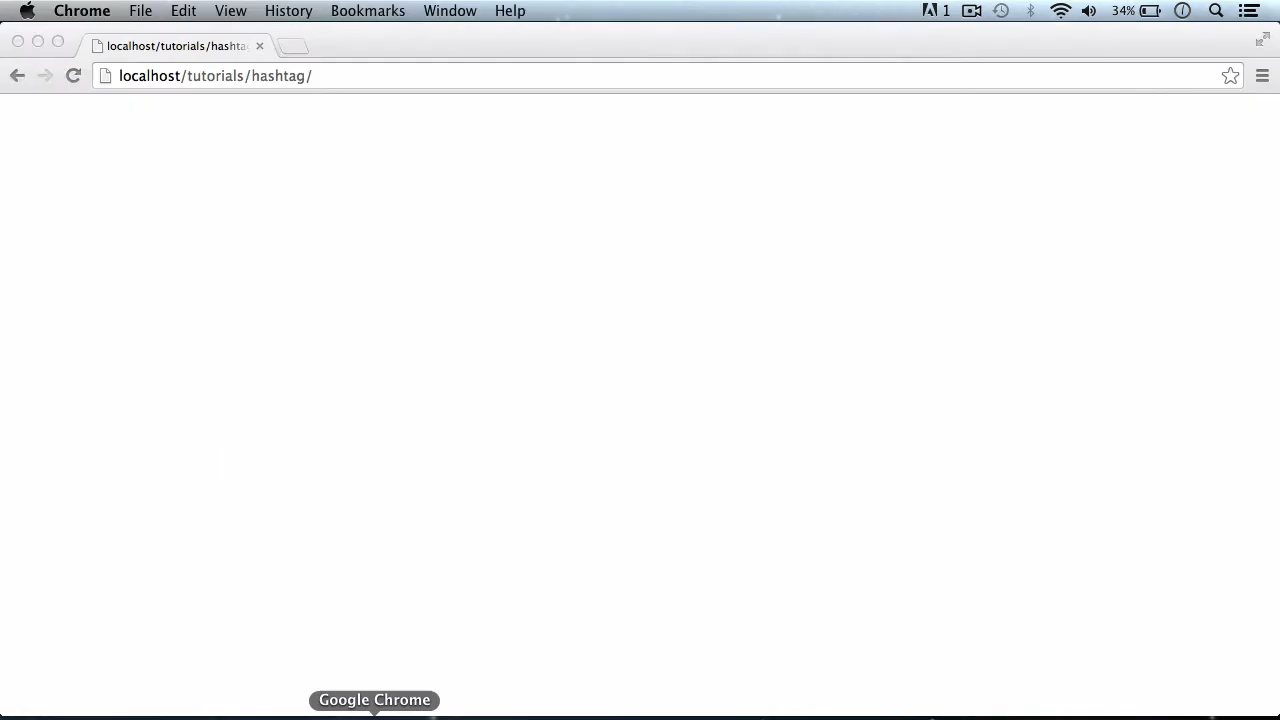 Chrome File Edit View History Bookmarks Window Help 1 34%
localhost/tutorials/hashta
localhost/tutorials/hashtag/
Google Chrome